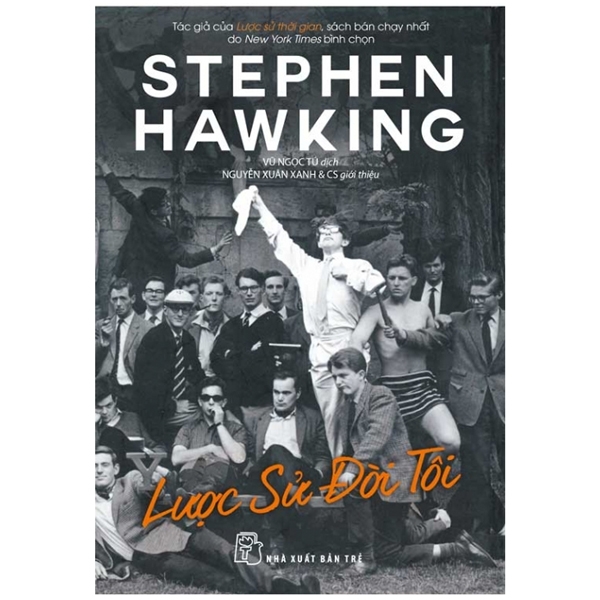 Tác giả của Lược sử thời gian, sách bán chạy nhất
do New York Times bình chọn
STEPHEN
HAWKING
VŨ NGỌC TÚ dịch
NGUYỄN XUÂN XANH & CS giới thiệu
Lược Sử Đời Tôi
NHÀ XUẤT BẢN TRẺ